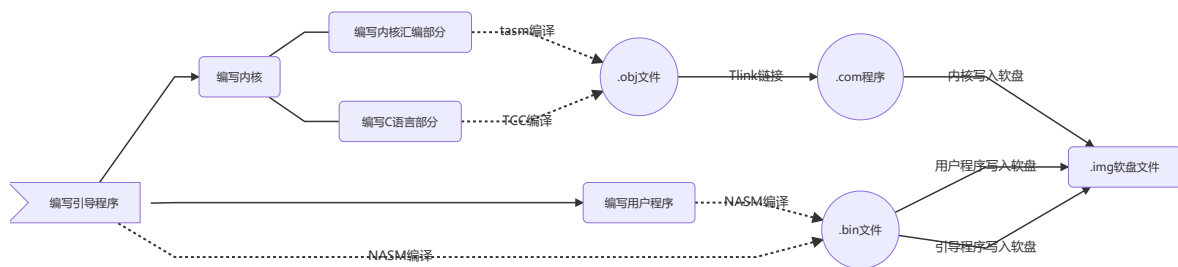 编写内核汇编部分
tasm编译
编写内核
.obj文件
Tlink链接
.com程序
内核写入软盘
编写C语言部分
TCC编译
用户程序写入软盘
.img软盘文件
编写引导程序
编写用户程序
NASM编译
.bin文件
引导程序写入软盘
NASM编译